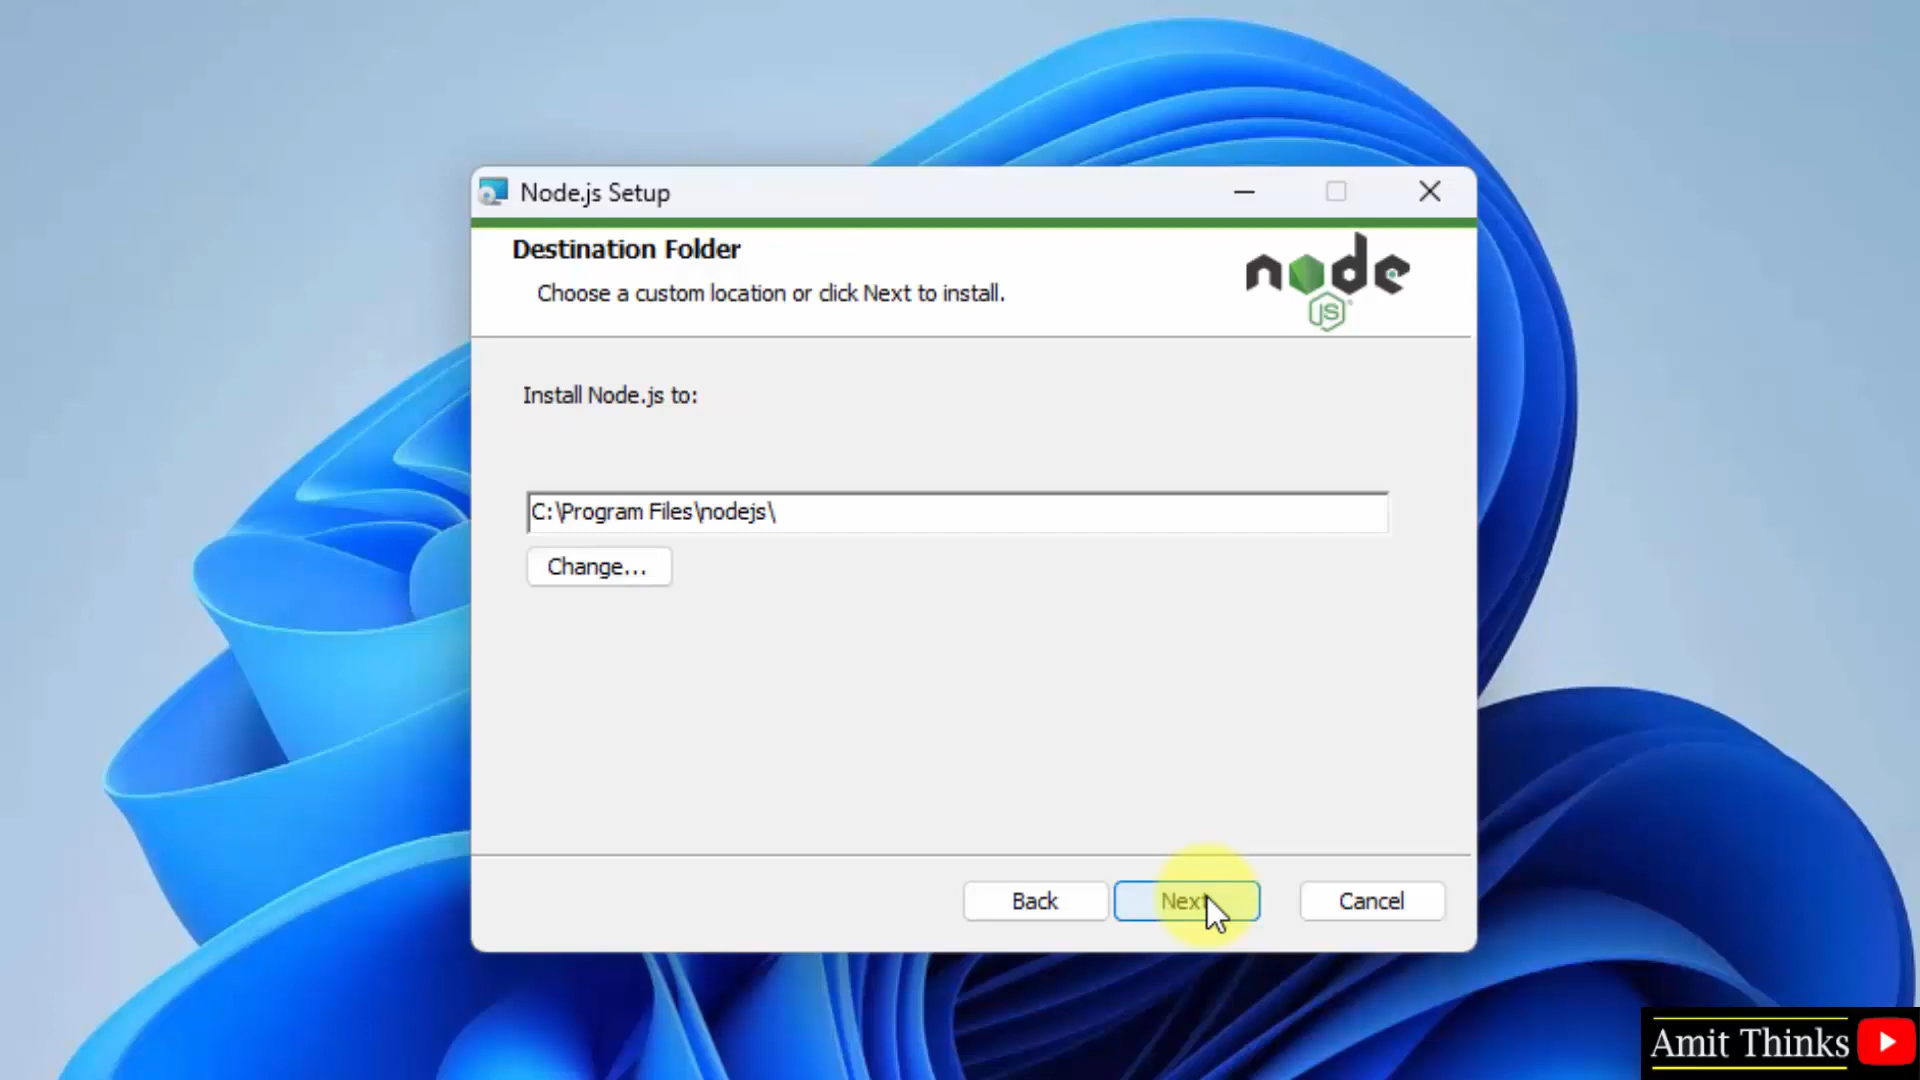 Node.js Setup
Destination Folder
Choose a custom location or click Next to install.
node
JS
Install Node.js to:
C:\Program Files\nodejs\
Change...
Back
Next
Cancel
Amit Thinks